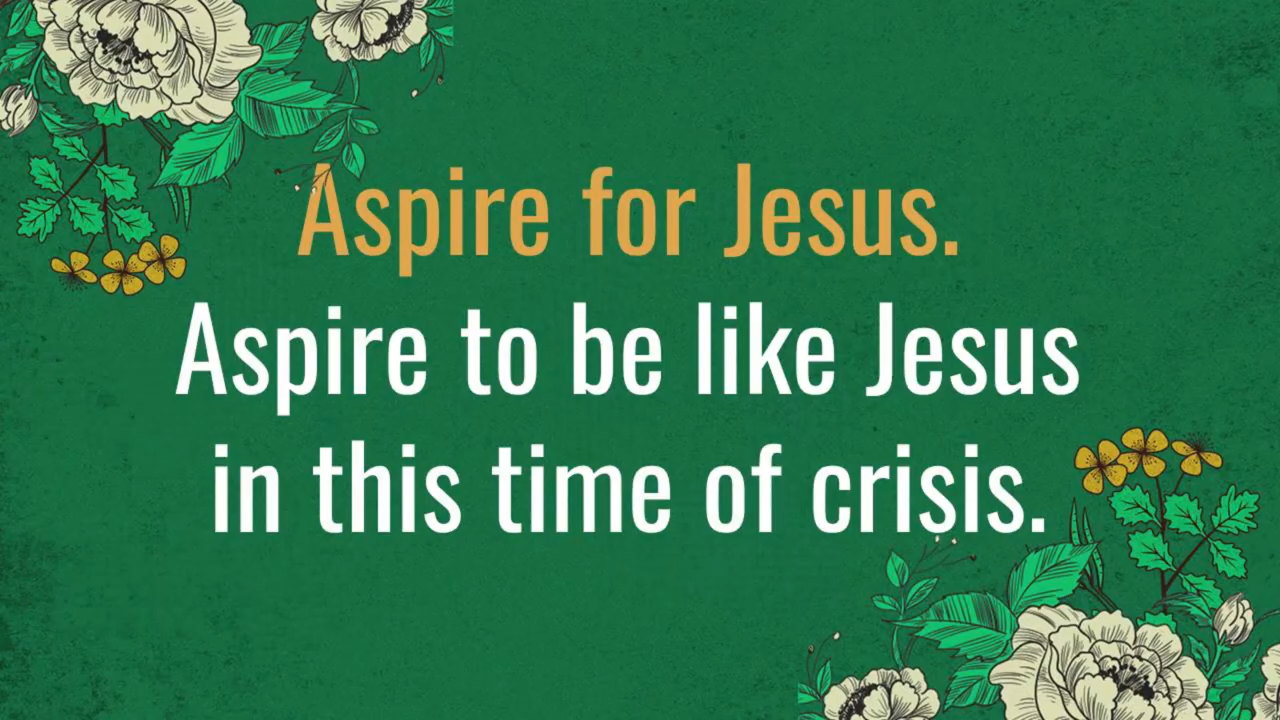 Aspire for Jesus.
Aspire to be like Jesus
in this time of crisis.